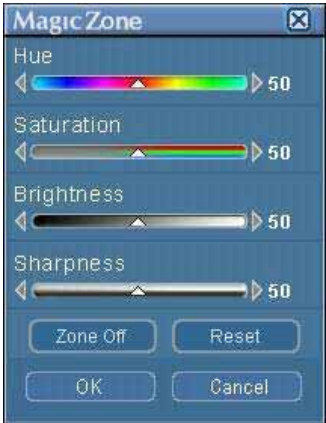 MagicZone
Hue
50
Saturation
50
Brightness
50
Sharpness
50
Zone Off Reset
OK Cancel